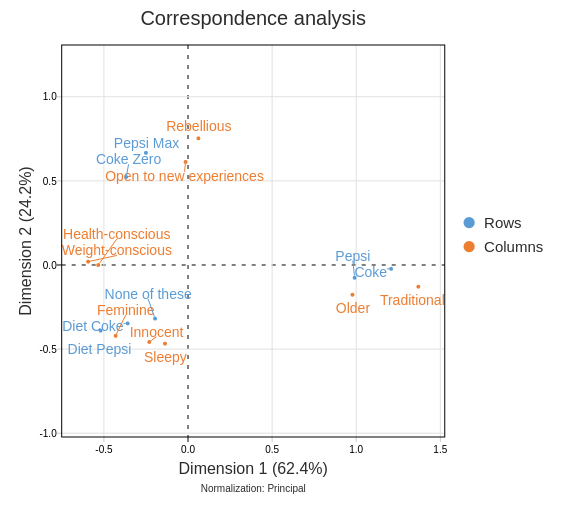 Correspondence analysis
Rebellious
Pepsi Max
Coke Zero
Open to new experiences
Health-conscious
Weight-conscious
Pepsi
Coke
None of these
Traditional
Feminine
Older
Diet Coke
Innocent
Diet Pepsi
Sleepy
1.0
0.5
0.0
-0.5
-1.0
-0.5
0.0
0.5
1.0
1.5
Dimension 2 (24.2%)
Dimension 1 (62.4%)
Normalization: Principal
Rows
Columns